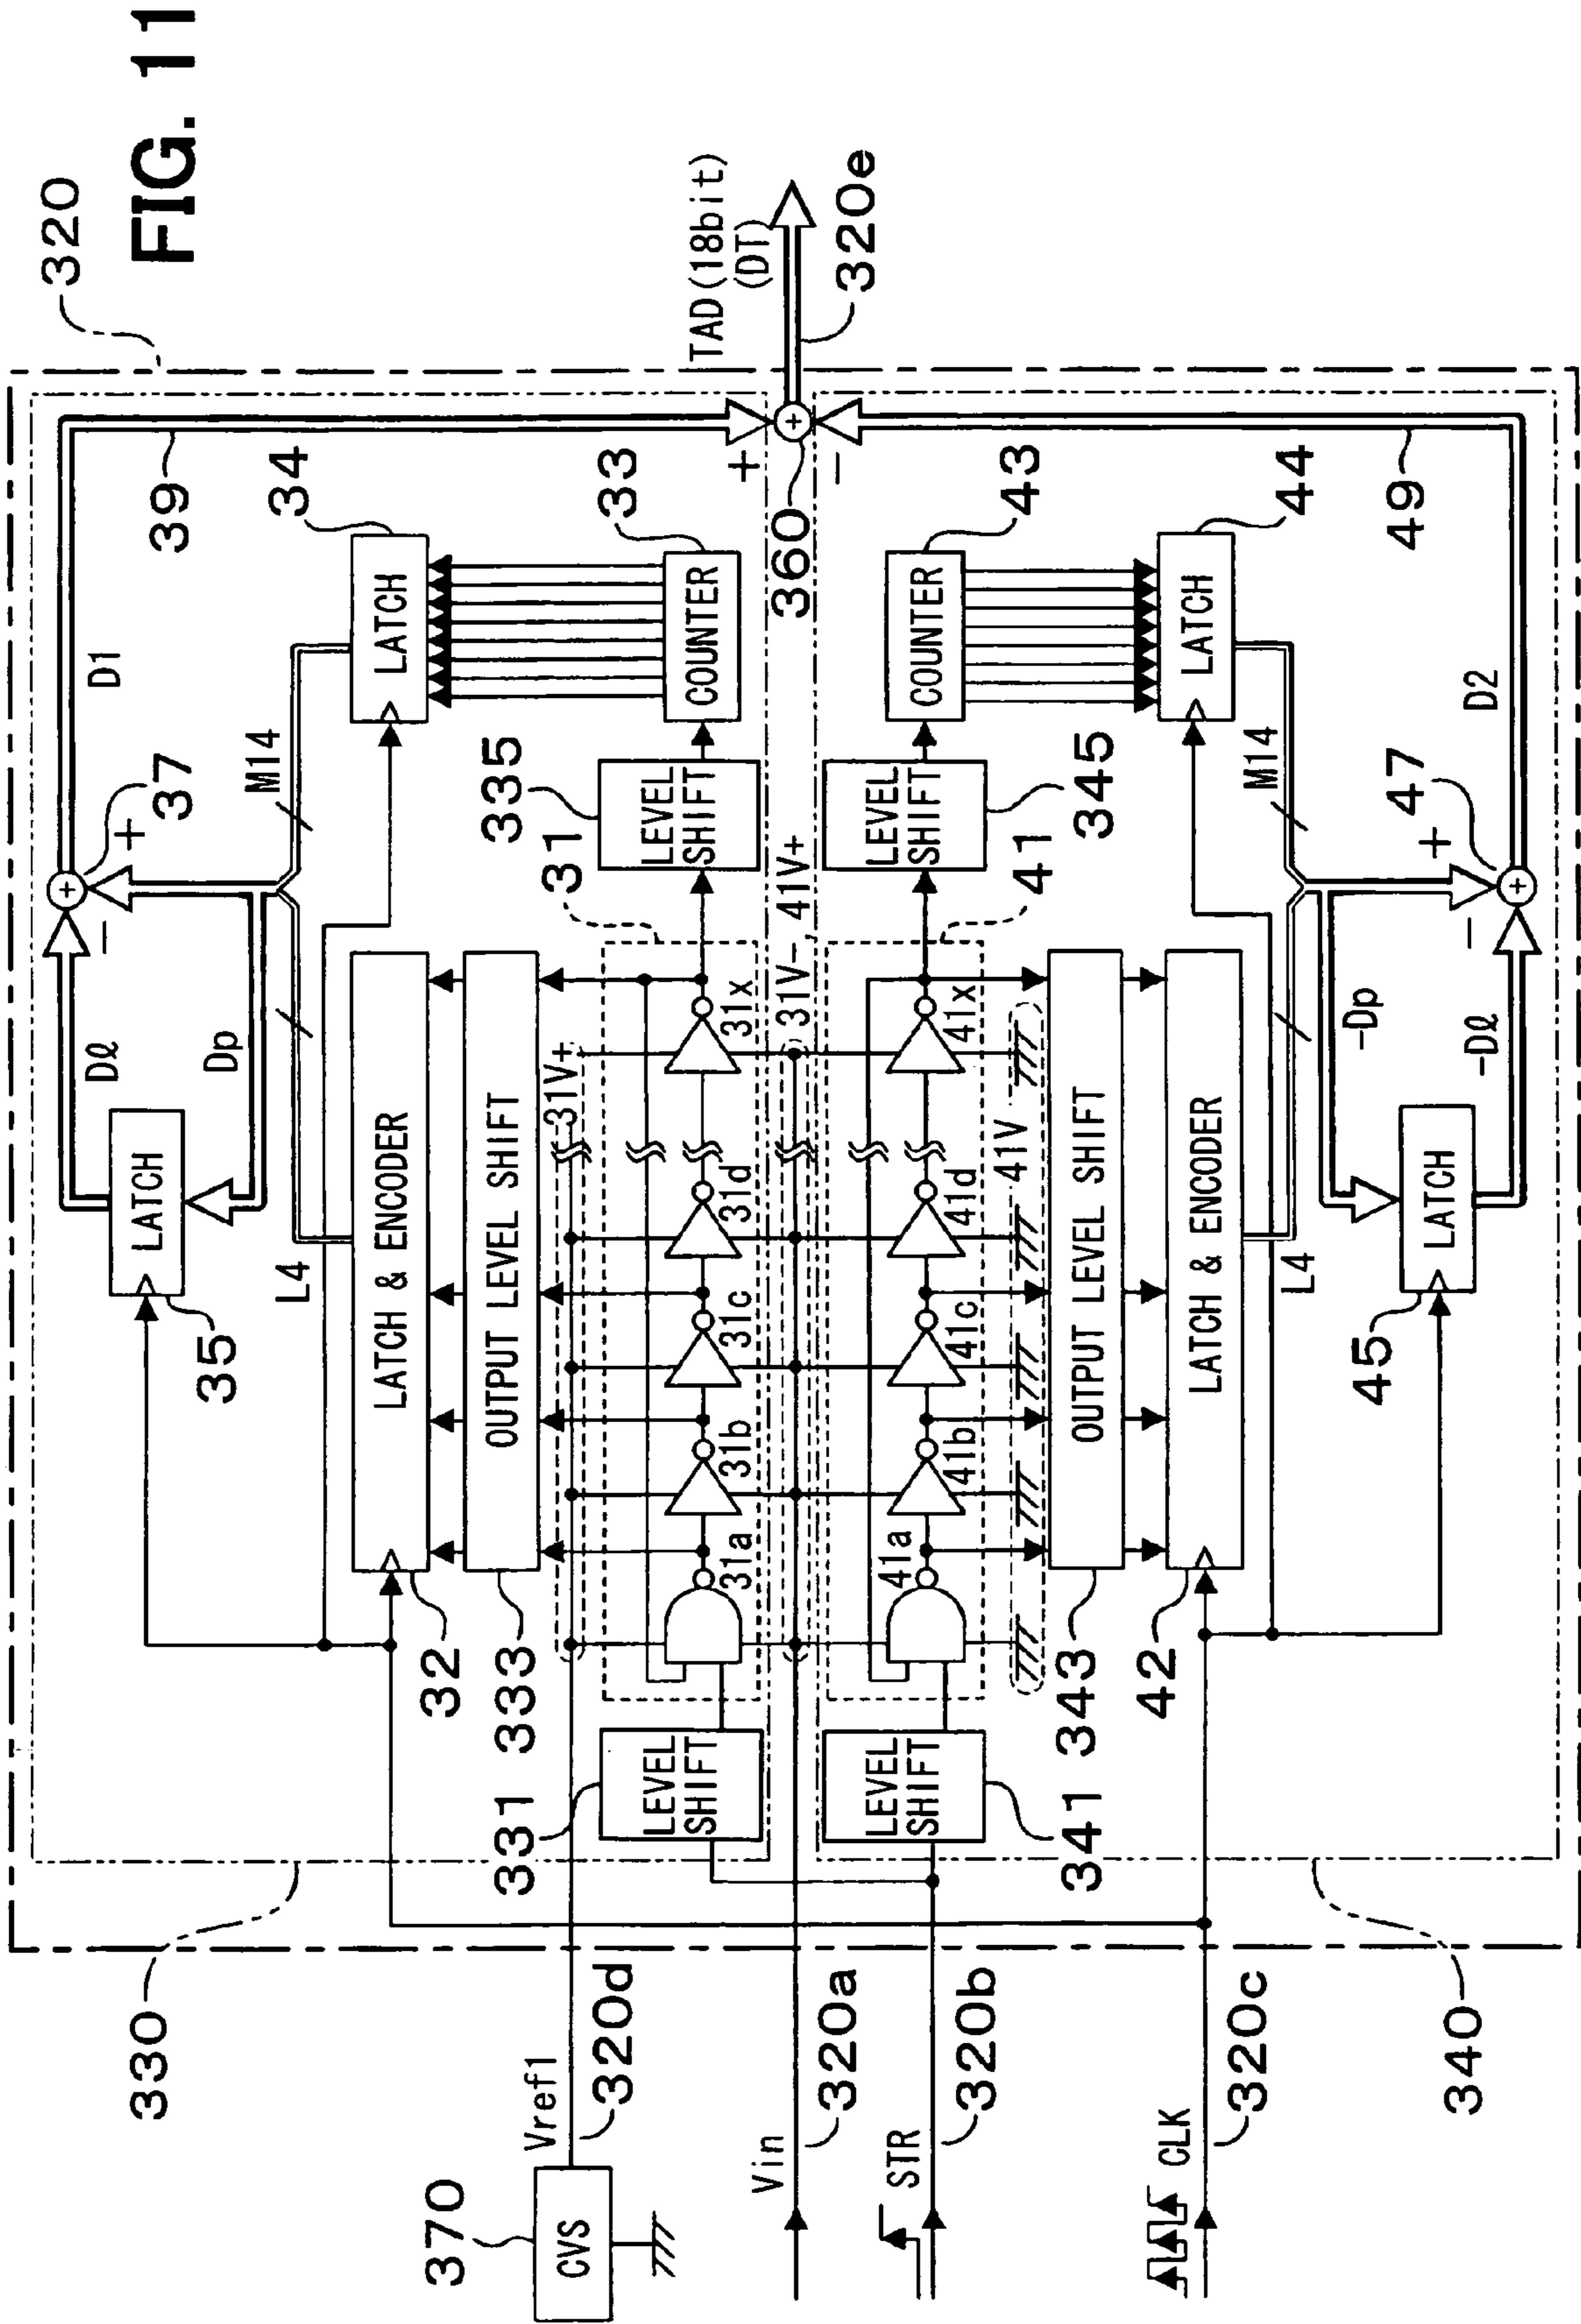 FIG. 11
320
330
D1
39
Dℓ
37
+
−
Dp
LATCH
35
M14
L4
34
LATCH
LATCH & ENCODER
32
OUTPUT LEVEL SHIFT
333
335
33
COUNTER
LEVEL
SHIFT
31
31V+
31a
31b
31c
31d
31x
331
LEVEL
SHIFT
370
CVS
Vref1
320d
+
TAD(18bit)
(DT)
320e
360
−
Vin
320a
31V- 41V+
STR
320b
LEVEL
SHIFT
341
41a
41b
41c
41d
41x
41V
41
LEVEL
SHIFT
345
COUNTER
43
OUTPUT LEVEL SHIFT
343
LATCH & ENCODER
42
LATCH
44
CLK
320c
L4
M14
-Dp
LATCH
45
-Dℓ
−
+
47
D2
49
340